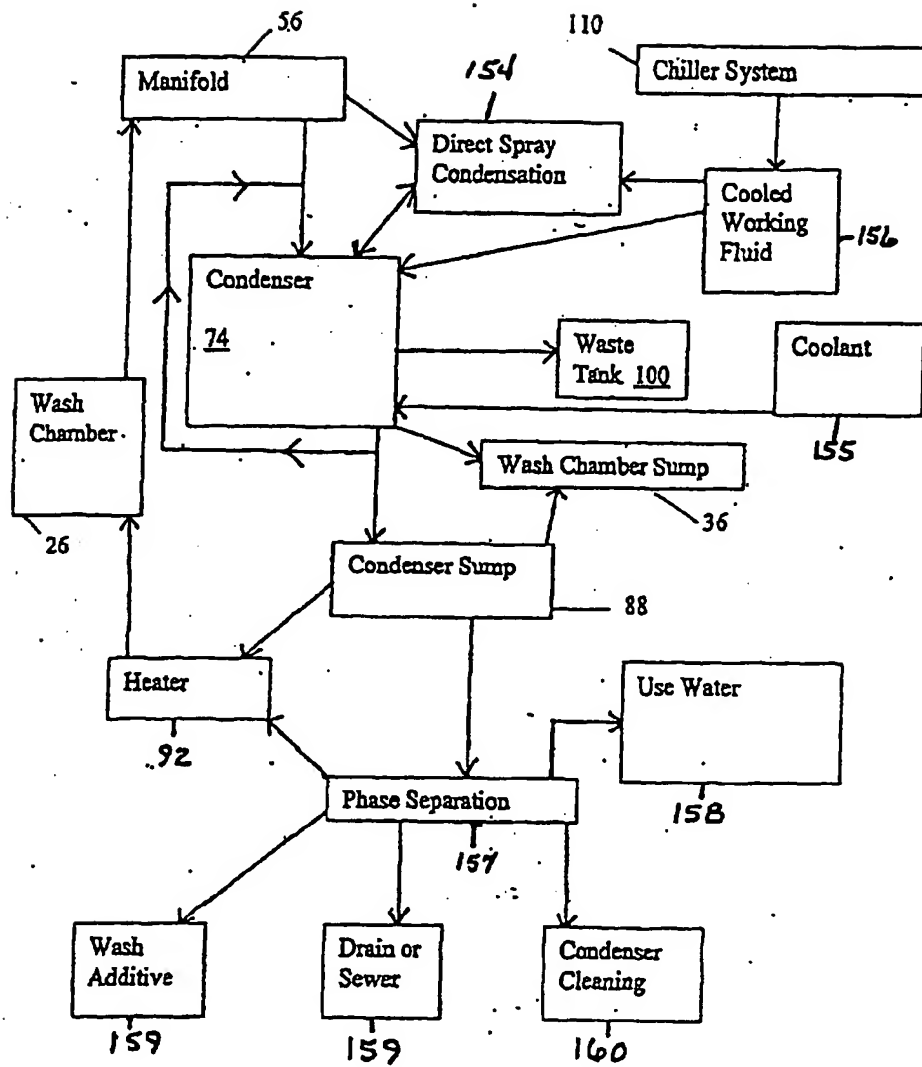 56
110
Manifold
154
Chiller System
Direct Spray
Condensation
Cooled
Working
Fluid
156
Condenser
74
Waste
Tank 100
Coolant
155
Wash
Chamber
26
Wash Chamber Sump
36
Condenser Sump
88
Heater
92
Use Water
158
Phase Separation
157
Wash
Additive
159
Drain or
Sewer
159
Condenser
Cleaning
160